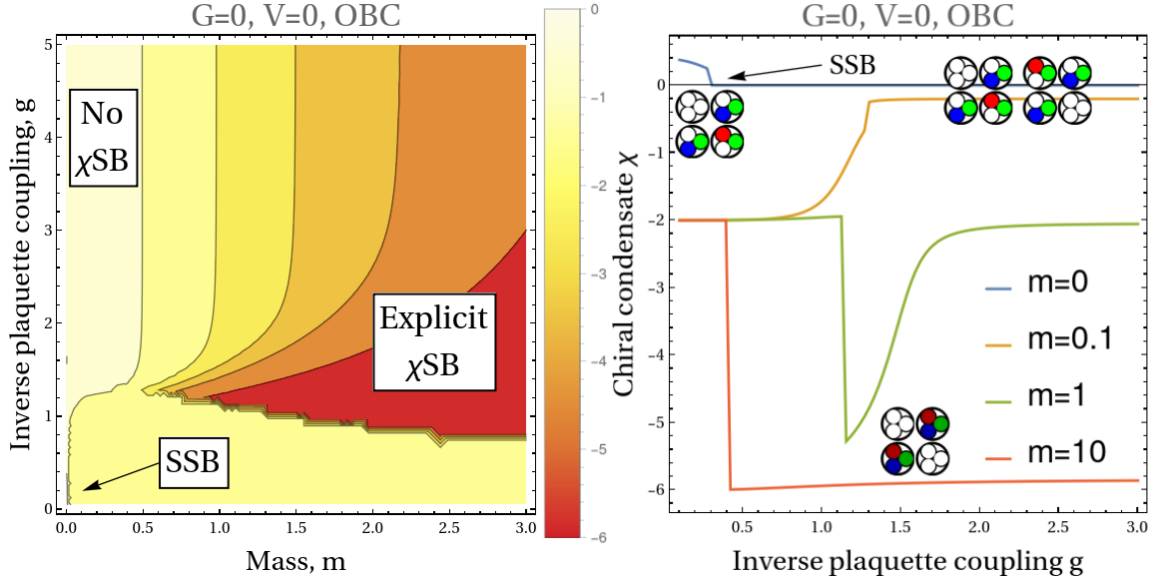 G=0, V=0, OBC
Inverse plaquette coupling, g
5
4
3
2
1
0
No
χSB
Explicit
χSB
SSB
0.0 0.5 1.0 1.5 2.0 2.5 3.0
Mass, m
0
-1
-2
-3
-4
-5
-6
G=0, V=0, OBC
Chiral condensate χ
0
-1
-2
-3
-4
-5
-6
SSB
m=0
m=0.1
m=1
m=10
0.5 1.0 1.5 2.0 2.5 3.0
Inverse plaquette coupling g